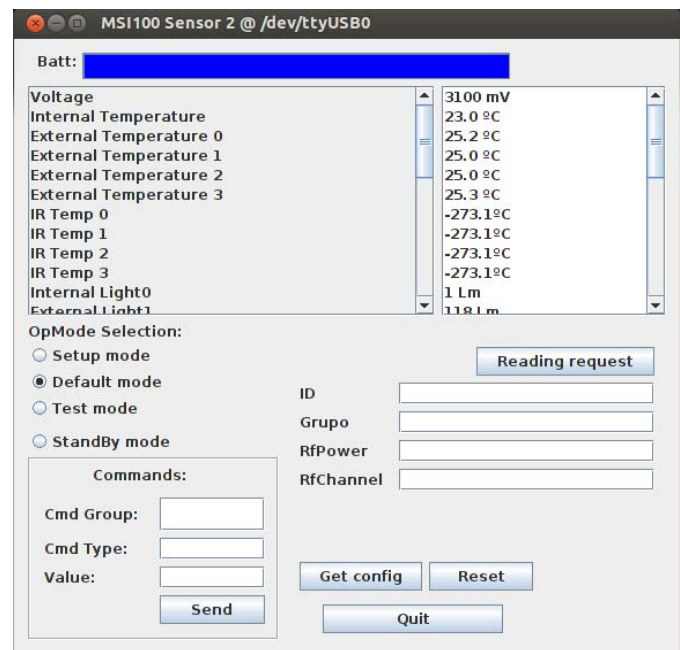 MSI100 Sensor 2 @ /dev/ttyUSB0
Batt:
Voltage 3100 mV
Internal Temperature 23.0 ºC
External Temperature 0 25.2 ºC
External Temperature 1 25.0 ºC
External Temperature 2 25.0 ºC
External Temperature 3 25.3 ºC
IR Temp 0 -273.1ºC
IR Temp 1 -273.1ºC
IR Temp 2 -273.1ºC
IR Temp 3 -273.1ºC
Internal Light0 1 Lm
External Light1 118 Lm
OpMode Selection:
Setup mode
Reading request
Default mode
ID
Test mode
Grupo
StandBy mode
RfPower
Commands:
RfChannel
Cmd Group:
Cmd Type:
Value:
Get config Reset
Send
Quit